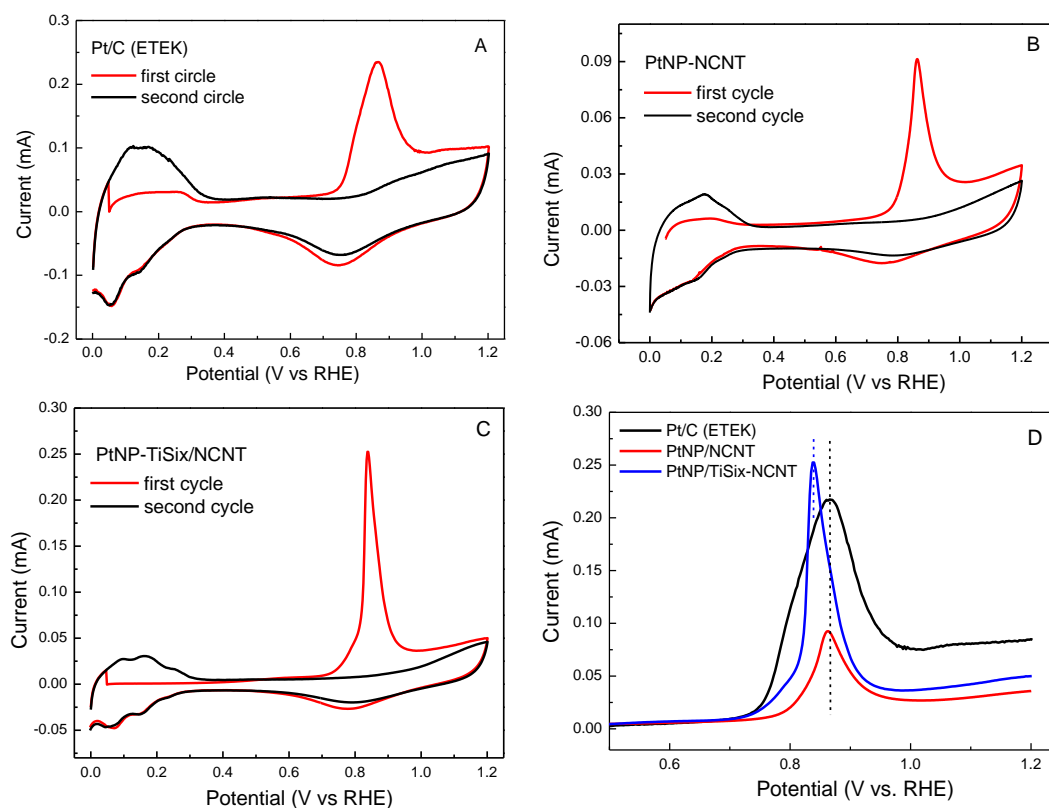 A
Pt/C (ETEK)
first circle
second circle
Current (mA)
0.3
0.2
0.1
0.0
-0.1
-0.2
0.0 0.2 0.4 0.6 0.8 1.0 1.2
Potential (V vs RHE)
B
PtNP-NCNT
first cycle
second cycle
Current (mA)
0.09
0.06
0.03
0.00
-0.03
-0.06
0.0 0.2 0.4 0.6 0.8 1.0 1.2
Potential (V vs RHE)
C
PtNP-TiSix/NCNT
first cycle
second cycle
Current (mA)
0.30
0.25
0.20
0.15
0.10
0.05
0.00
-0.05
0.0 0.2 0.4 0.6 0.8 1.0 1.2
Potential (V vs RHE)
D
Pt/C (ETEK)
PtNP/NCNT
PtNP/TiSix-NCNT
Current (mA)
0.30
0.25
0.20
0.15
0.10
0.05
0.00
0.6 0.8 1.0 1.2
Potential (V vs. RHE)